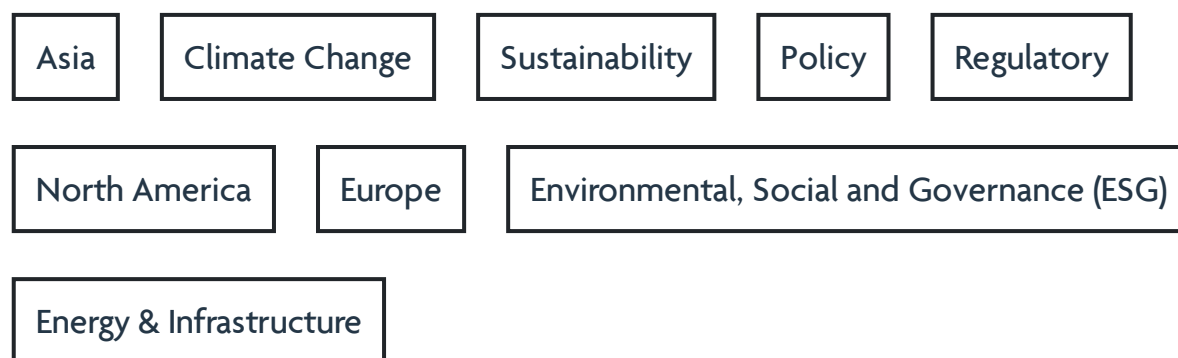 Asia Climate Change Sustainability Policy Regulatory
North America Europe Environmental, Social and Governance (ESG)
Energy & Infrastructure